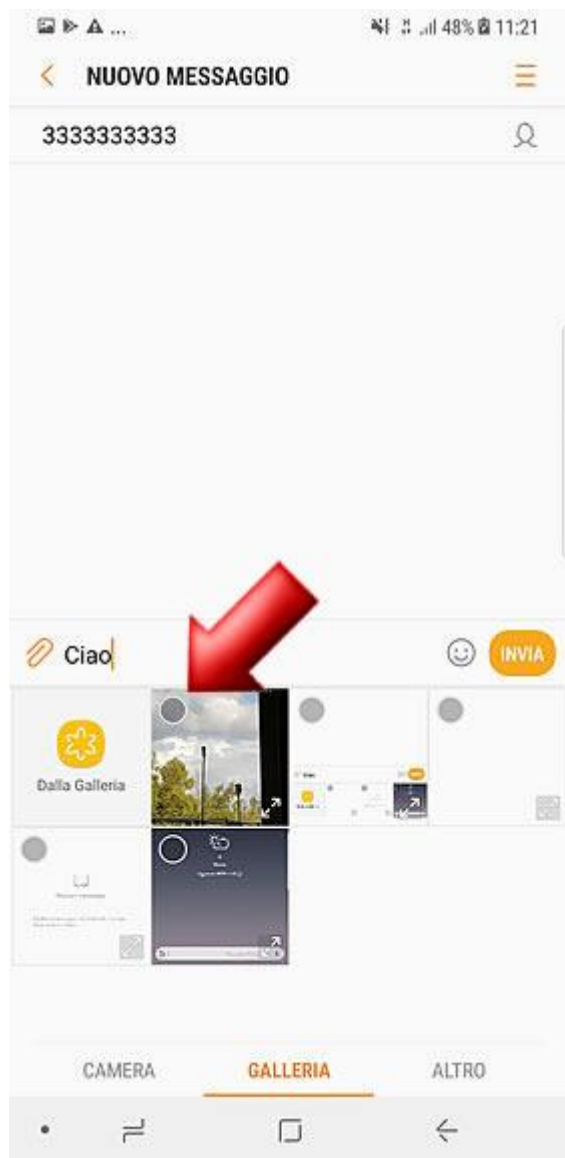 ... 48% 11:21
NUOVO MESSAGGIO
3333333333
Ciao
INVIA
Dalla Galleria
CAMERA GALLERIA ALTRO